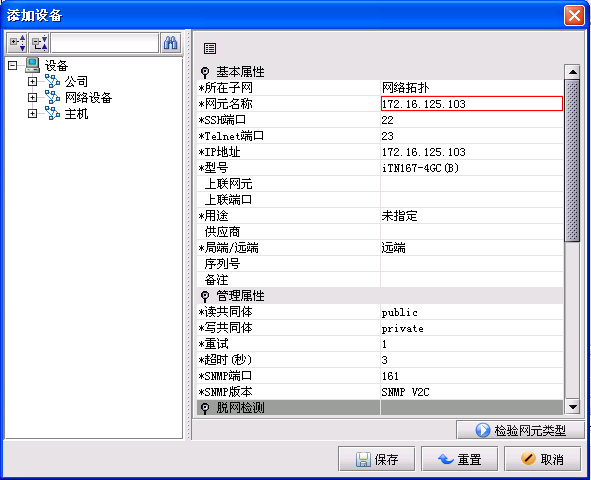 添加设备
设备
公司
网络设备
主机
基本属性
*所在子网 网络拓扑
*网元名称 172.16.125.103
*SSH端口 22
*Telnet端口 23
*IP地址 172.16.125.103
*型号 iTN167-4GC(B)
上联网元
上联端口
*用途 未指定
供应商
*局端/远端 远端
序列号
备注
管理属性
*读共同体 public
*写共同体 private
*重试 1
*超时(秒) 3
*SNMP端口 161
*SNMP版本 SNMP V2C
脱网检测
检验网元类型
保存 重置 取消